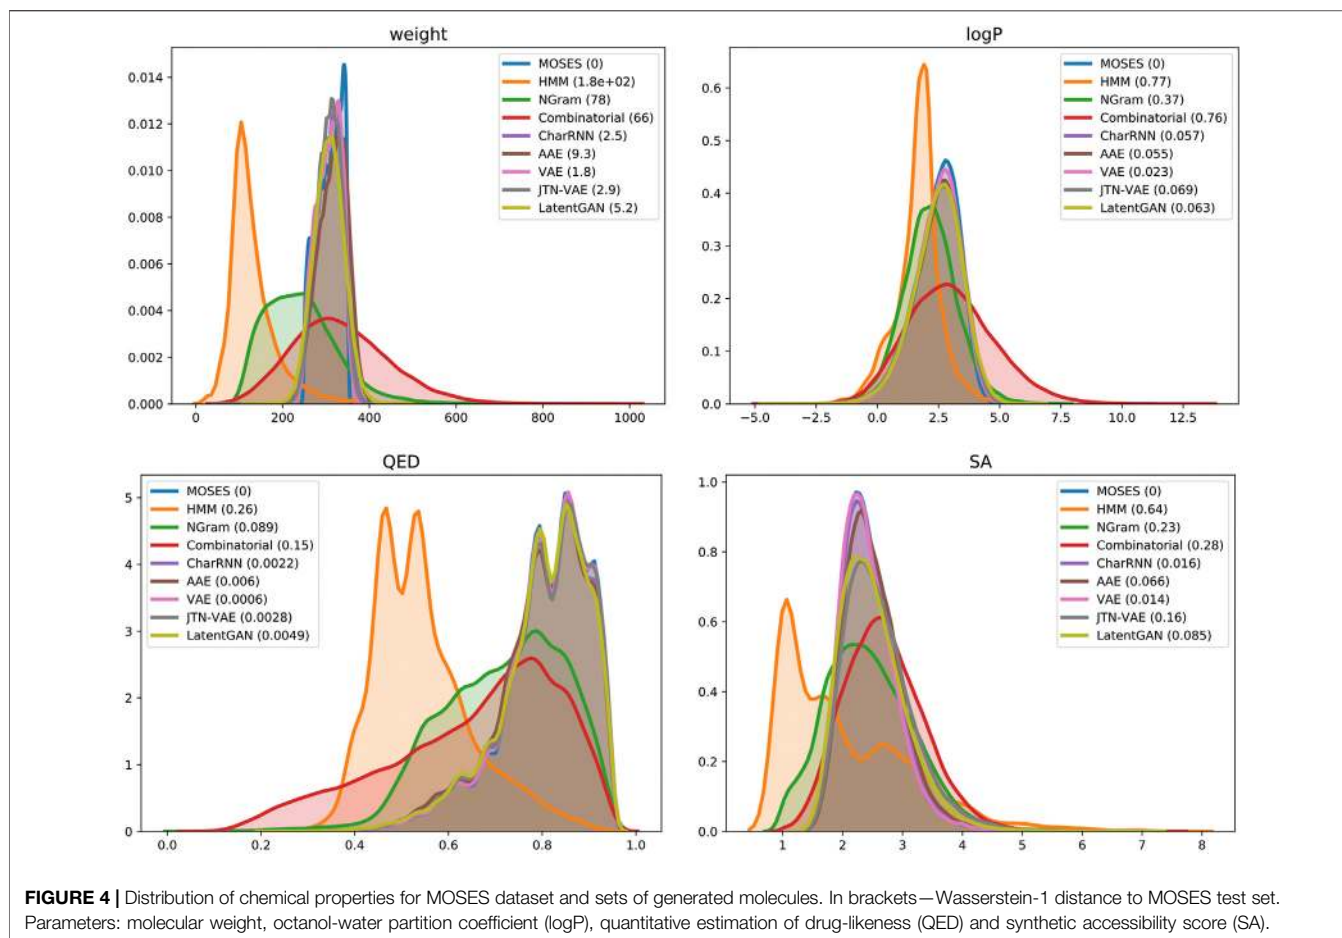 weight
0.014
0.012
0.010
0.008
0.006
0.004
0.002
0.000
0
200
400
600
800
1000
MOSES (0)
HMM (1.8e+02)
NGram (78)
Combinatorial (66)
CharRNN (2.5)
AAE (9.3)
VAE (1.8)
JTN-VAE (2.9)
LatentGAN (5.2)
logP
0.6
0.5
0.4
0.3
0.2
0.1
0.0
−5.0
−2.5
0.0
2.5
5.0
7.5
10.0
12.5
MOSES (0)
HMM (0.77)
NGram (0.37)
Combinatorial (0.76)
CharRNN (0.057)
AAE (0.055)
VAE (0.023)
JTN-VAE (0.069)
LatentGAN (0.063)
QED
5
4
3
2
1
0
0.0
0.2
0.4
0.6
0.8
1.0
MOSES (0)
HMM (0.26)
NGram (0.089)
Combinatorial (0.15)
CharRNN (0.0022)
AAE (0.006)
VAE (0.0006)
JTN-VAE (0.0028)
LatentGAN (0.0049)
SA
1.0
0.8
0.6
0.4
0.2
0.0
1
2
3
4
5
6
7
8
MOSES (0)
HMM (0.64)
NGram (0.23)
Combinatorial (0.28)
CharRNN (0.016)
AAE (0.066)
VAE (0.014)
JTN-VAE (0.16)
LatentGAN (0.085)
FIGURE 4 | Distribution of chemical properties for MOSES dataset and sets of generated molecules. In brackets—Wasserstein-1 distance to MOSES test set.
Parameters: molecular weight, octanol-water partition coefficient (logP), quantitative estimation of drug-likeness (QED) and synthetic accessibility score (SA).